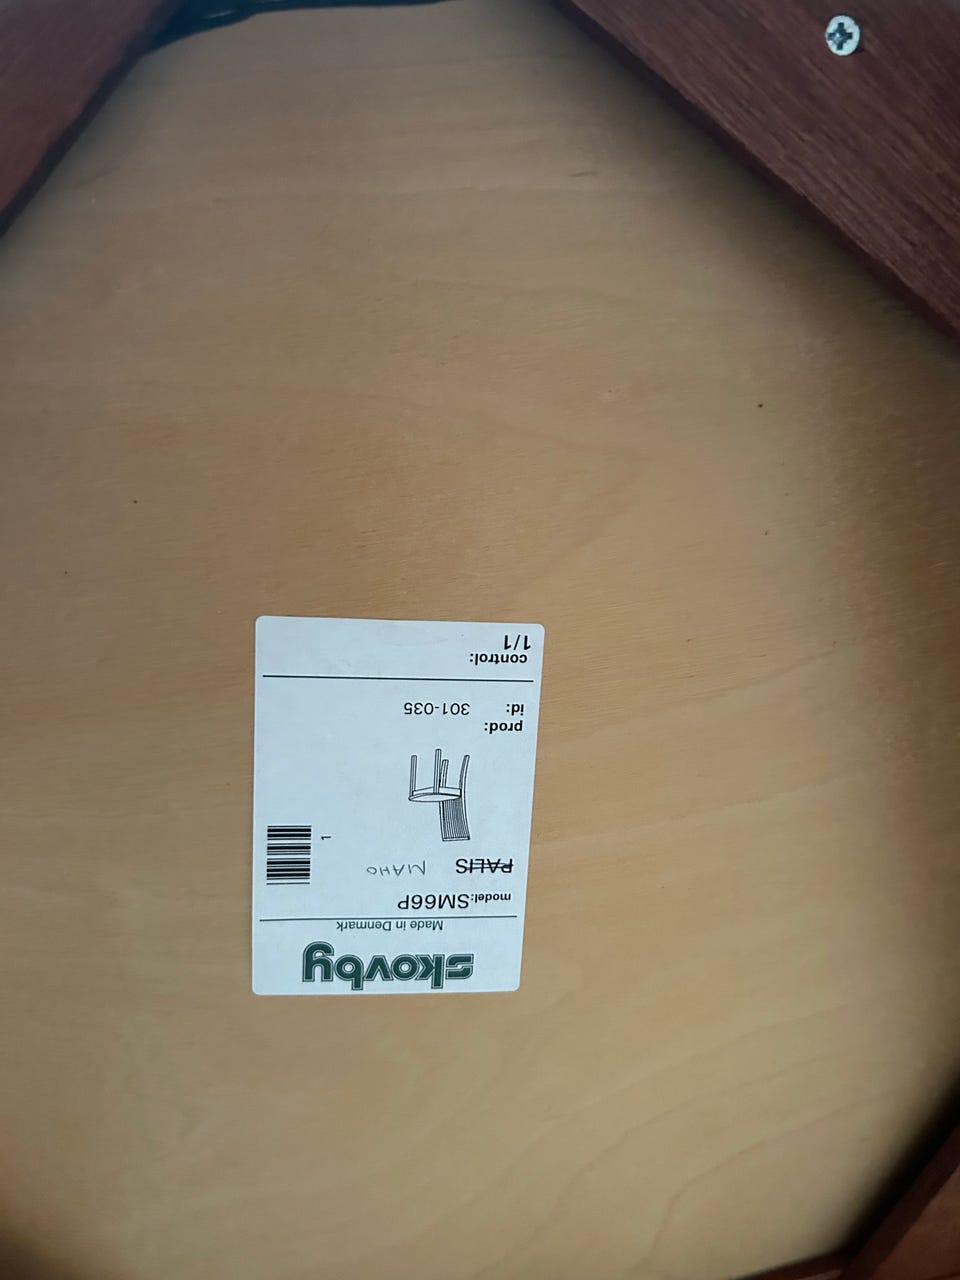 skovby
Made in Denmark
model:SM66P
PALIS MAHO
1
prod:
id: 301-035
control:
1/1